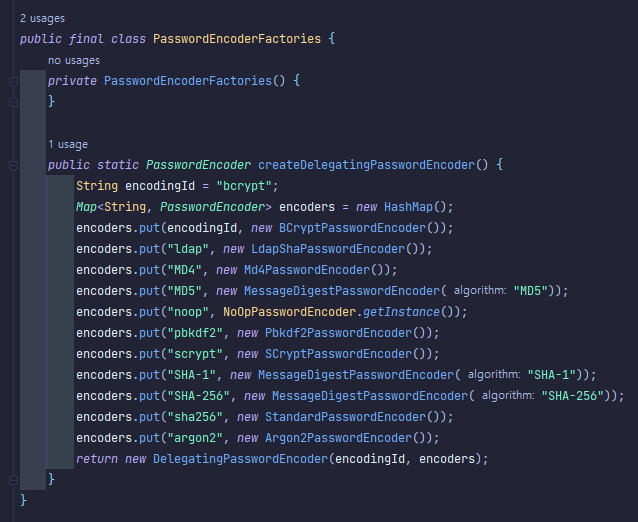 2 usages
public final class PasswordEncoderFactories {
no usages
private PasswordEncoderFactories() {
}
1 usage
public static PasswordEncoder createDelegatingPasswordEncoder() {
String encodingId = "bcrypt";
Map<String, PasswordEncoder> encoders = new HashMap();
encoders.put(encodingId, new BCryptPasswordEncoder());
encoders.put("ldap", new LdapShaPasswordEncoder());
encoders.put("MD4", new Md4PasswordEncoder());
encoders.put("MD5", new MessageDigestPasswordEncoder( algorithm: "MD5"));
encoders.put("noop", NoOpPasswordEncoder.getInstance());
encoders.put("pbkdf2", new Pbkdf2PasswordEncoder());
encoders.put("scrypt", new SCryptPasswordEncoder());
encoders.put("SHA-1", new MessageDigestPasswordEncoder( algorithm: "SHA-1"));
encoders.put("SHA-256", new MessageDigestPasswordEncoder( algorithm: "SHA-256"));
encoders.put("sha256", new StandardPasswordEncoder());
encoders.put("argon2", new Argon2PasswordEncoder());
return new DelegatingPasswordEncoder(encodingId, encoders);
}
}